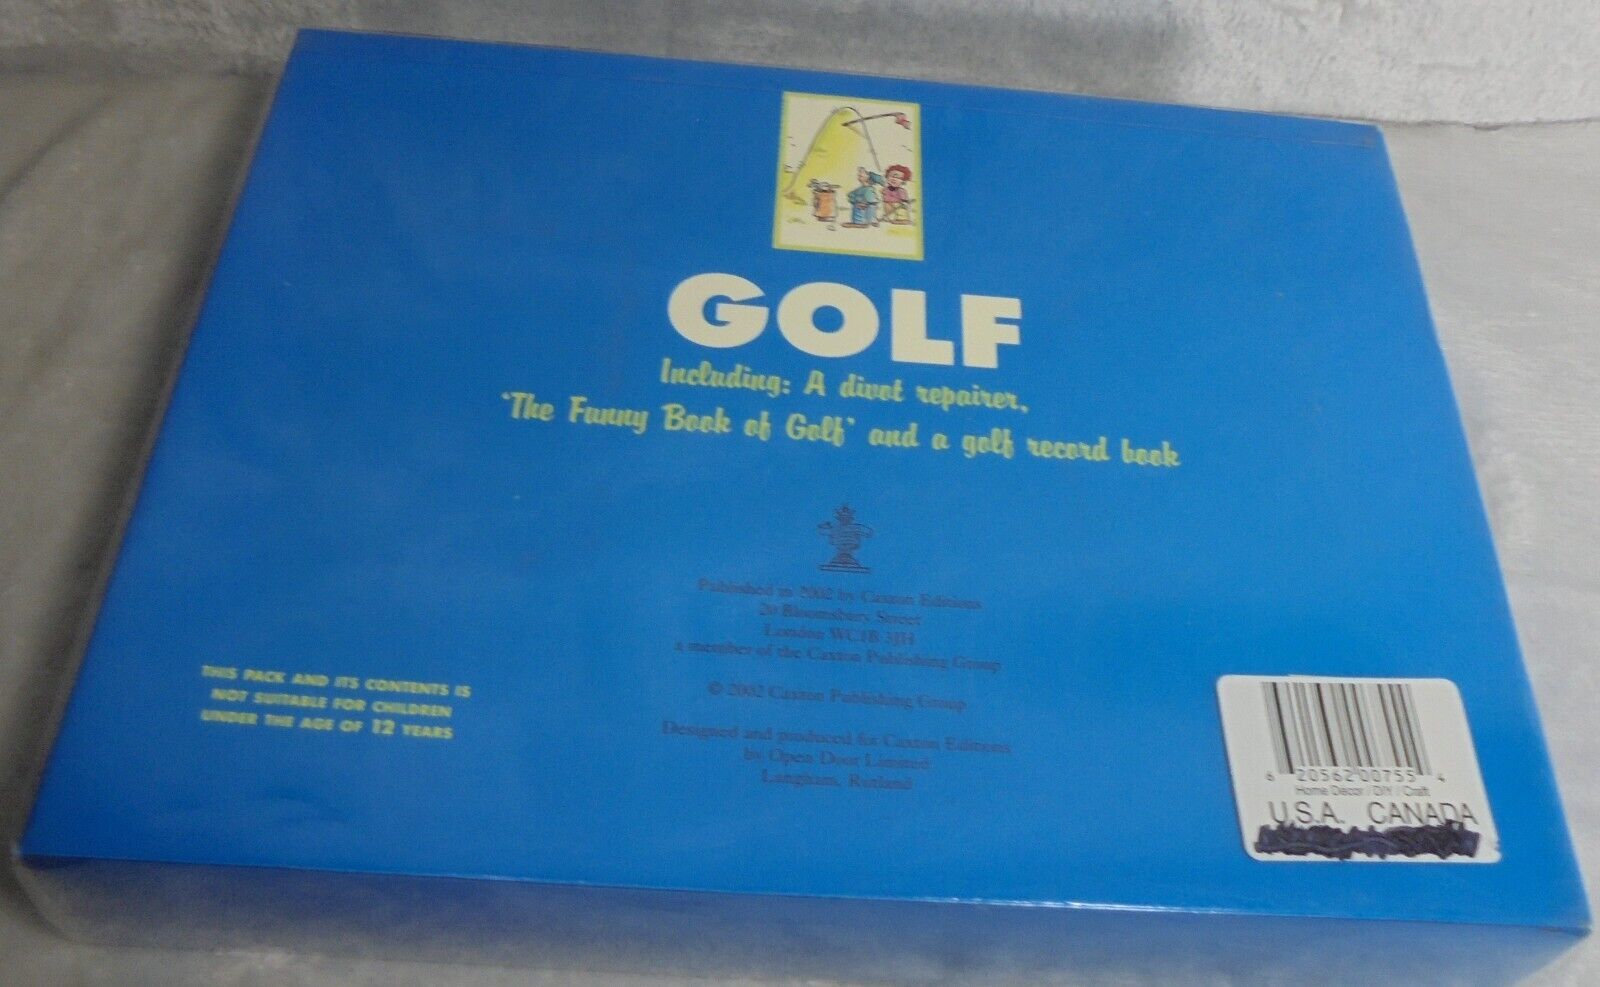 GOLF
Including: A divot repairer,
'The Funny Book of Golf' and a golf record book
Published in 2002 by Caxton Editions
20 Bloomsbury Street
London WC1B 3JH
a member of the Caxton Publishing Group
© 2002 Caxton Publishing Group
Designed and produced for Caxton Editions
by Open Door Limited
Langham, Rutland
THIS PACK AND ITS CONTENTS IS
NOT SUITABLE FOR CHILDREN
UNDER THE AGE OF 12 YEARS
6 20562 00755 4
Home Decor / DIY / Craft
U.S.A. CANADA